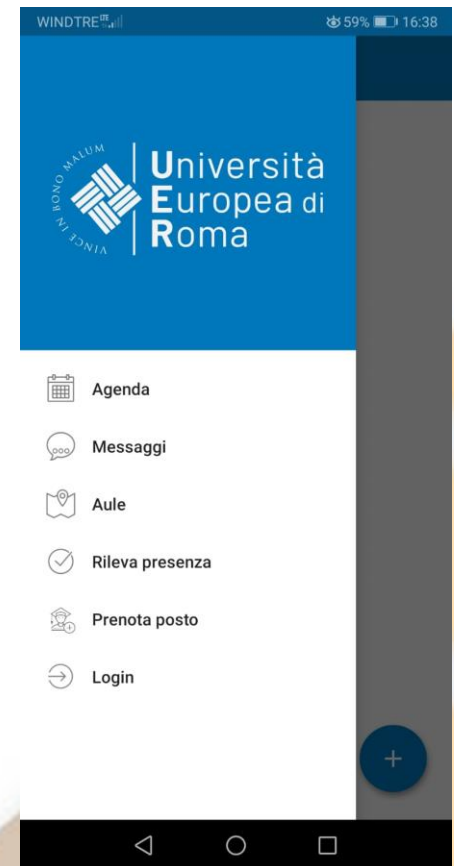 WINDTRE LTE 59% 16:38
VINCE IN BONO MALUM
Università
Europea di
Roma
Agenda
Messaggi
Aule
Rileva presenza
Prenota posto
Login
+